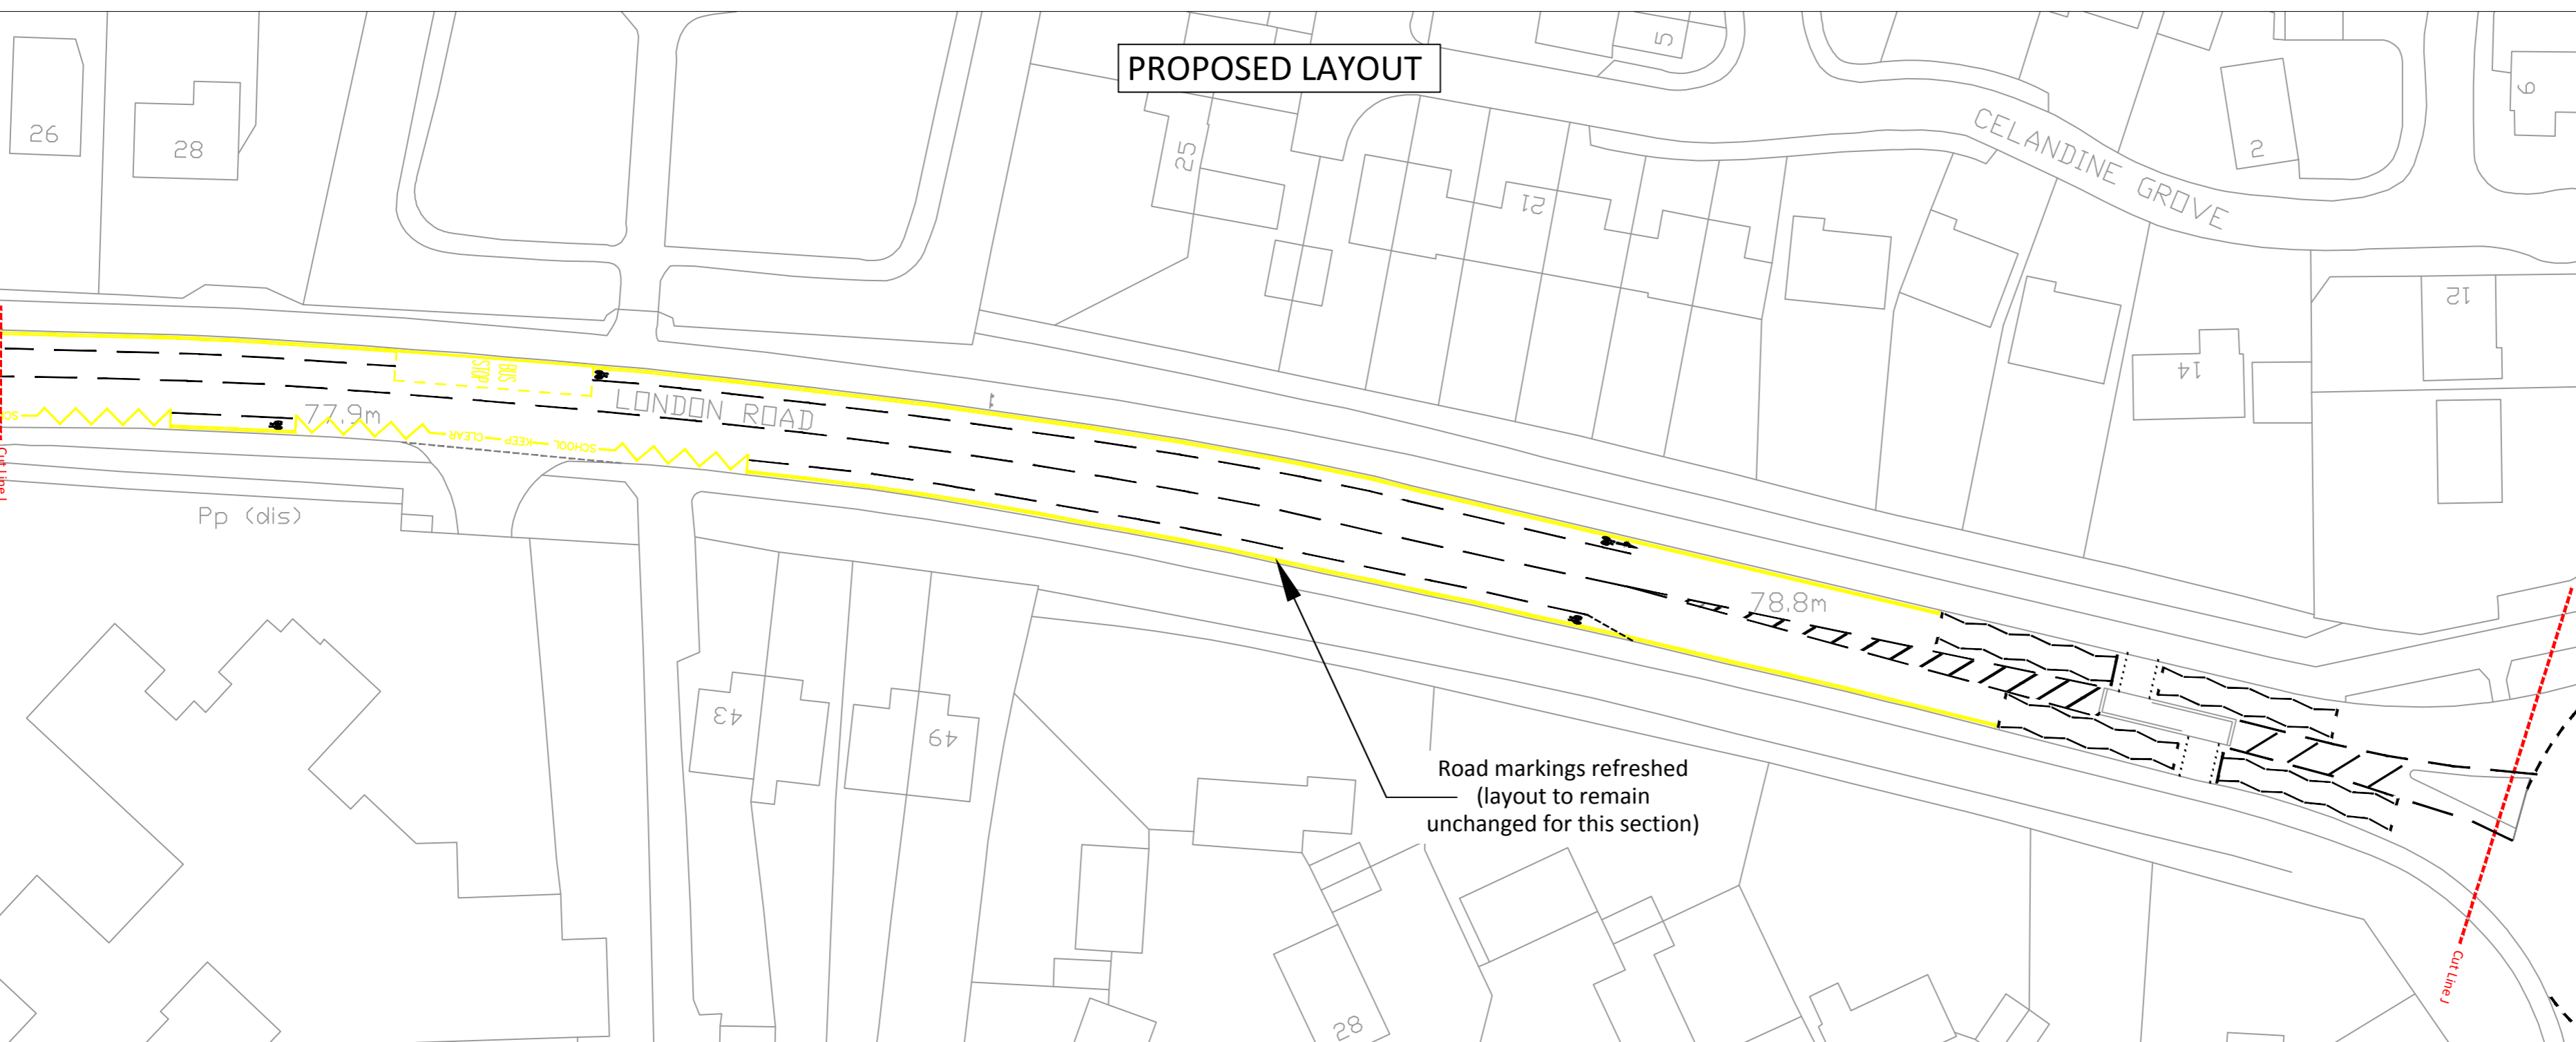 PROPOSED LAYOUT
5
26
28
25
21
CELANDINE GROVE
2
9
12
14
BUS
STOP
LONDON ROAD
77.9m
SCHOOL KEEP CLEAR
Pp (dis)
78.8m
43
49
Road markings refreshed
(layout to remain
unchanged for this section)
28
Cut Line J